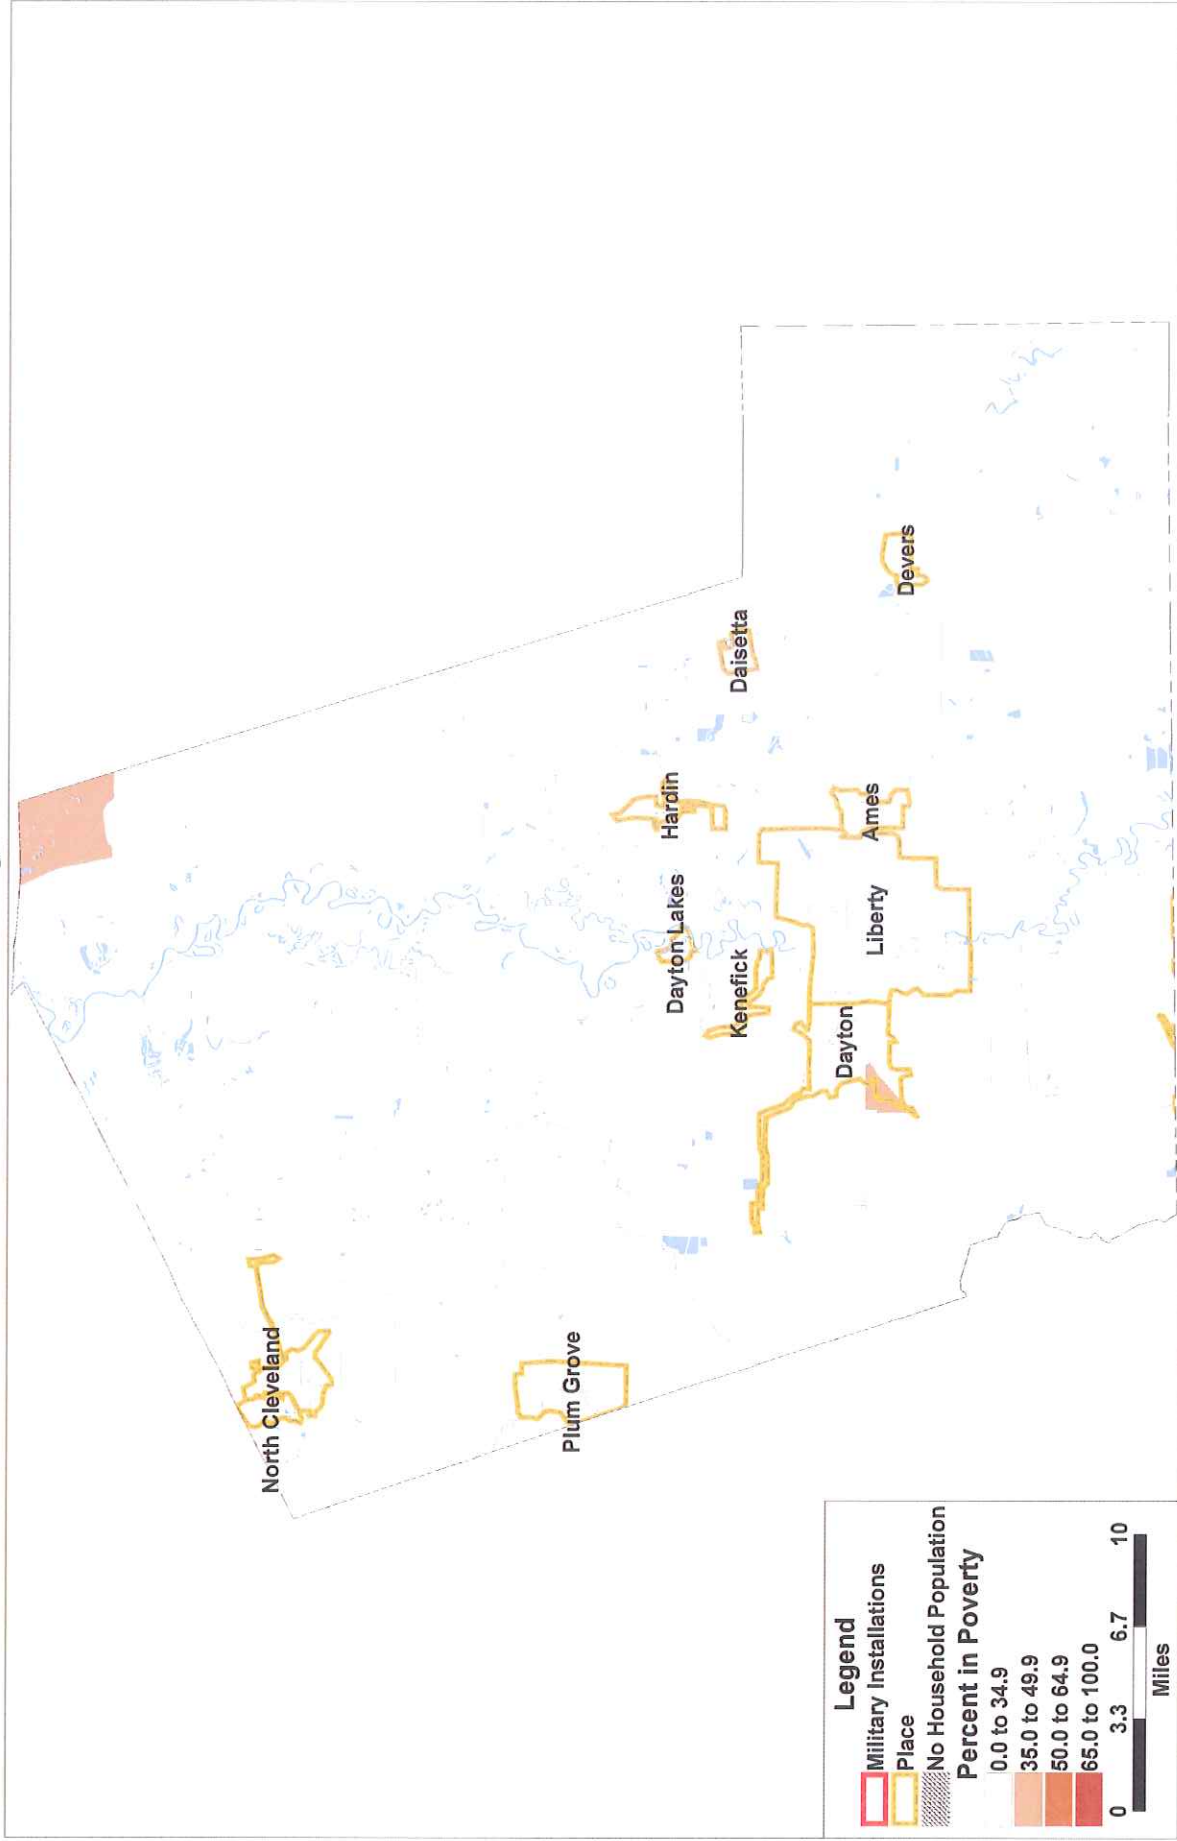 North Cleveland
Plum Grove
Dayton Lakes
Hardin
Kenefick
Daisetta
Dayton
Liberty
Ames
Devers
Legend
Military Installations
Place
No Household Population
Percent in Poverty
0.0 to 34.9
35.0 to 49.9
50.0 to 64.9
65.0 to 100.0
0 3.3 6.7 10
Miles